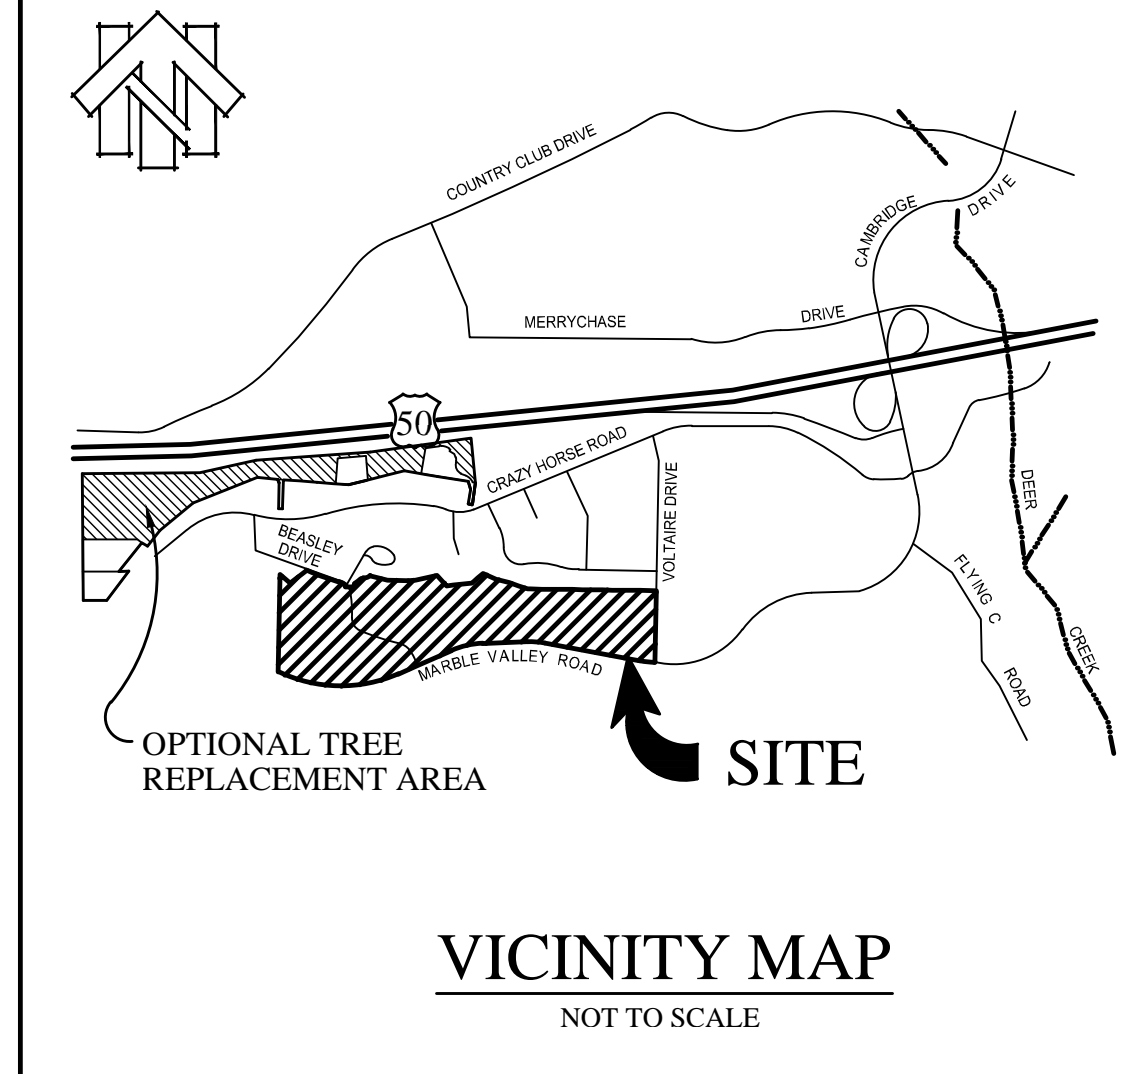 N
COUNTRY CLUB DRIVE
CAMBRIDGE
DRIVE
MERRYCHASE
DRIVE
50
CRAZY HORSE ROAD
VOLTAIRE DRIVE
DEER
BEASLEY
DRIVE
FLYING C
ROAD
CREEK
MARBLE VALLEY ROAD
OPTIONAL TREE
REPLACEMENT AREA
SITE
VICINITY MAP
NOT TO SCALE